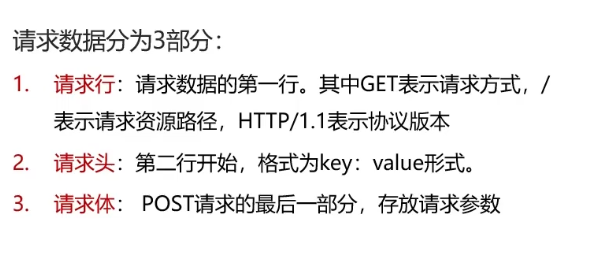 请求数据分为3部分：
1. 请求行：请求数据的第一行。其中GET表示请求方式，/
表示请求资源路径，HTTP/1.1表示协议版本
2. 请求头：第二行开始，格式为key：value形式。
3. 请求体： POST请求的最后一部分，存放请求参数